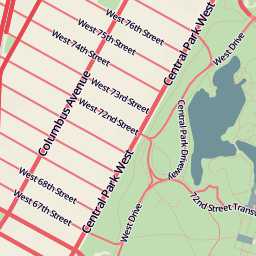 West 76th Street
West 75th Street
West 74th Street
West Drive
Central Park West
West 73rd Street
Columbus Avenue
West 72nd Street
Central Park Driveway
West 68th Street
Central Park West
72nd Street Transv
West 67th Street
West Drive